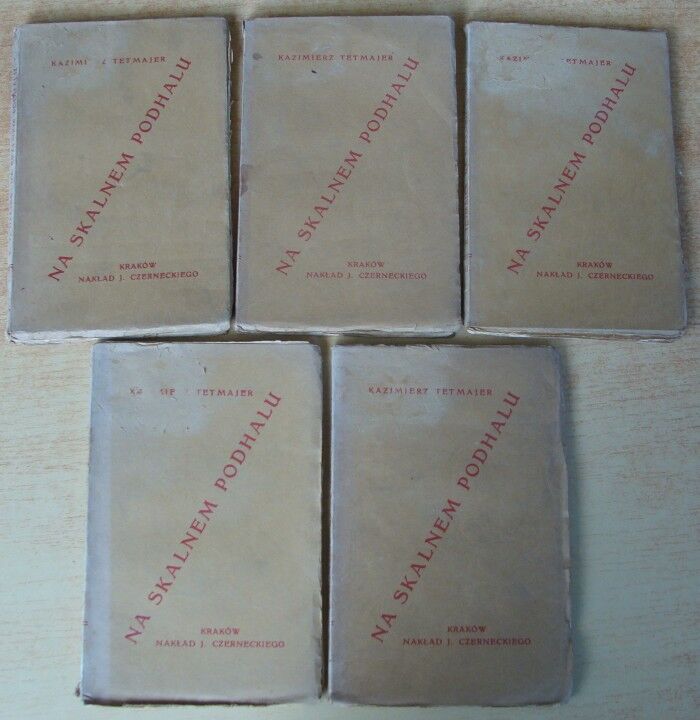 KAZIMIERZ TETMAJER
NA SKALNEM PODHALU
KRAKÓW
NAKŁAD J. CZERNECKIEGO
KAZIMIERZ TETMAJER
NA SKALNEM PODHALU
KRAKÓW
NAKŁAD J. CZERNECKIEGO
TETMAJER
NA SKALNEM PODHALU
KRAKÓW
NAKŁAD J. CZERNECKIEGO
TETMAJER
NA SKALNEM PODHALU
KRAKÓW
NAKŁAD J. CZERNECKIEGO
KAZIMIERZ TETMAJER
NA SKALNEM PODHALU
KRAKÓW
NAKŁAD J. CZERNECKIEGO